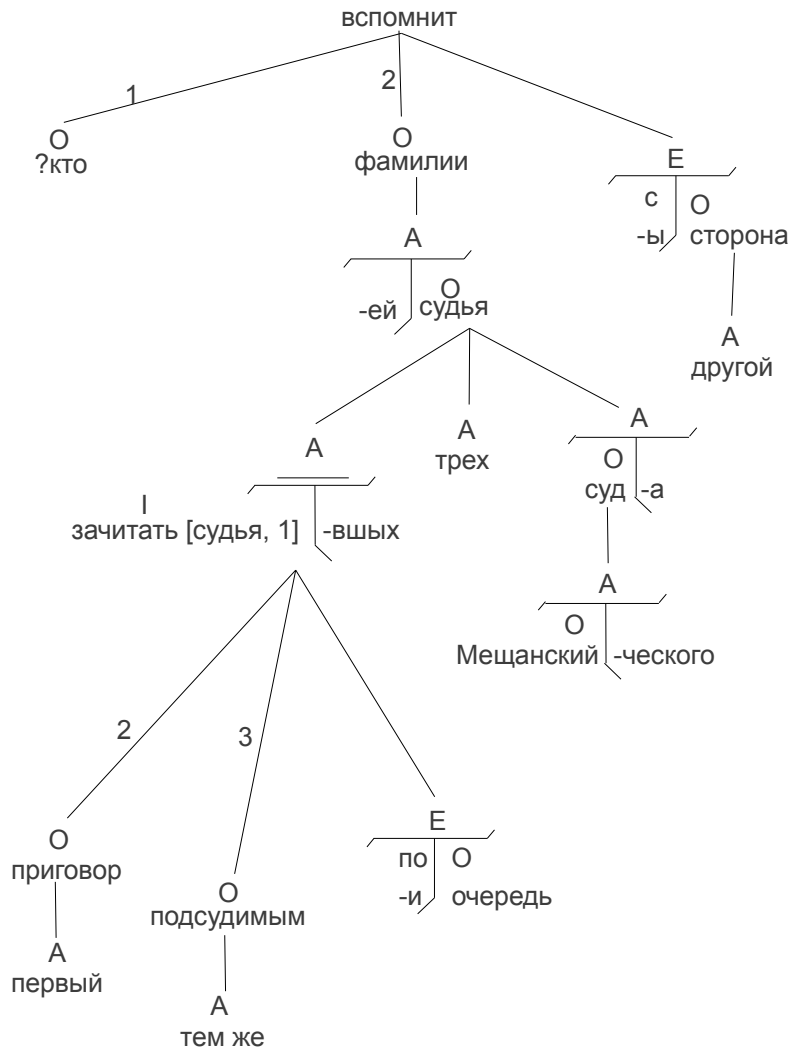 вспомнит
1
2
О
?кто
О
фамилии
Е
с
О
-ы
сторона
А
-ей
О
судья
А
другой
А
А
трех
А
О
суд
-а
I
зачитать [судья, 1]
-вших
А
О
Мещанский
-ческого
2
3
О
приговор
О
подсудимым
Е
по
О
-и
очередь
А
первый
А
тем же